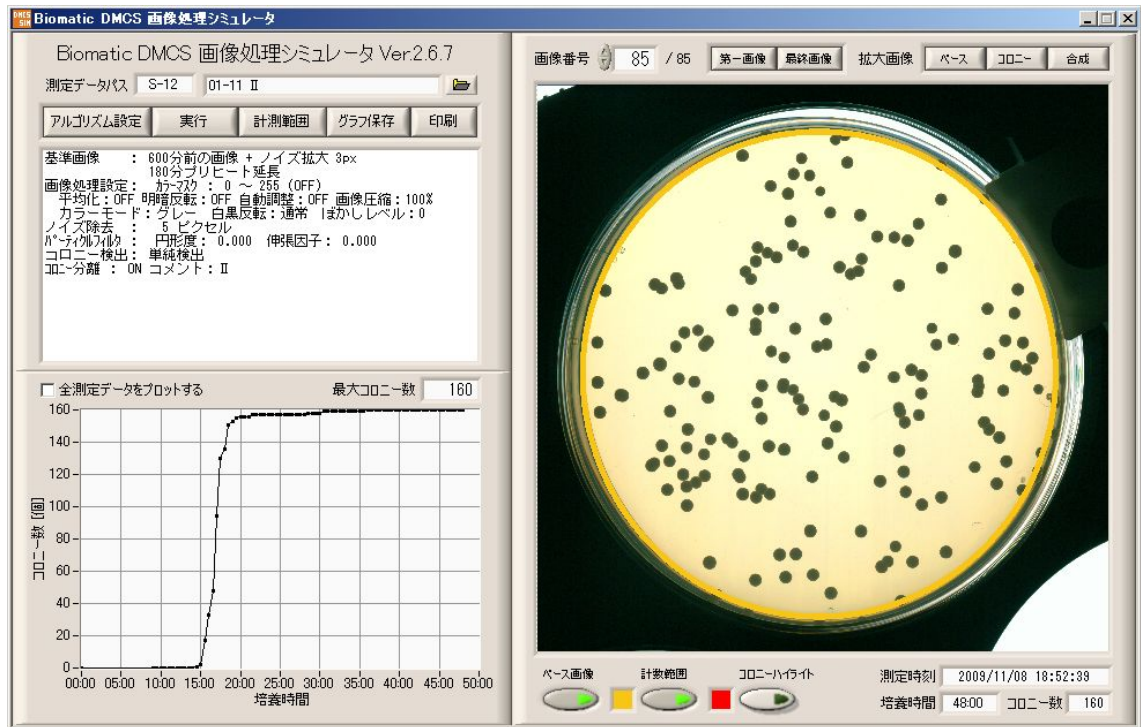 Biomatic DMCS 画像処理シミュレータ
Biomatic DMCS 画像処理シミュレータ Ver.2.6.7
測定データパス S-12 01-11 Ⅱ
アルゴリズム設定 実行 計測範囲 グラフ保存 印刷
基準画像 : 600分前の画像 + ノイズ拡大 3px
180分プリヒート延長
画像処理設定: カラーマスク : 0 ～ 255 (OFF)
平均化:OFF 明暗反転:OFF 自動調整:OFF 画像圧縮:100%
カラーモード:グレー 白黒反転:通常 ぼかしレベル:0
ノイズ除去 : 5 ピクセル
パーティクルフィルタ : 円形度: 0.000 伸張因子: 0.000
コロニー検出: 単純検出
コロニー分離 : ON コメント:Ⅱ
全測定データをプロットする 最大コロニー数 160
コロニー数 [個]
160
140
120
100
80
60
40
20
0
00:00 05:00 10:00 15:00 20:00 25:00 30:00 35:00 40:00 45:00 50:00
培養時間
画像番号 85 / 85 第一画像 最終画像 拡大画像 ベース コロニー 合成
ベース画像 計数範囲 コロニーハイライト
測定時刻 2009/11/08 18:52:39
培養時間 48:00 コロニー数 160